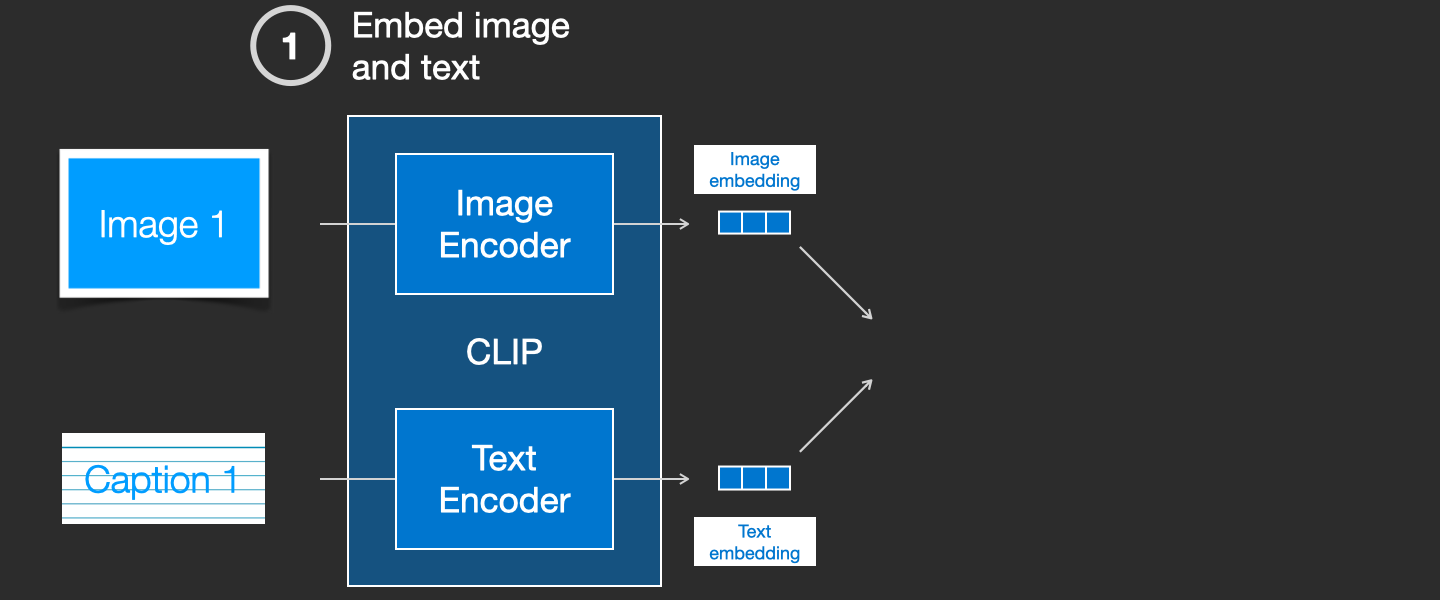 1
Embed image
and text
Image 1
Image
Encoder
Image
embedding
CLIP
Caption 1
Text
Encoder
Text
embedding